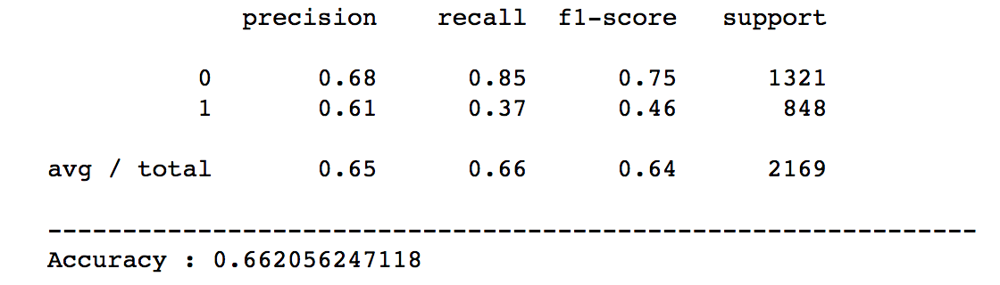 precision recall f1-score support
0 0.68 0.85 0.75 1321
1 0.61 0.37 0.46 848
avg / total 0.65 0.66 0.64 2169
----------------------------------------------------------------
Accuracy : 0.662056247118